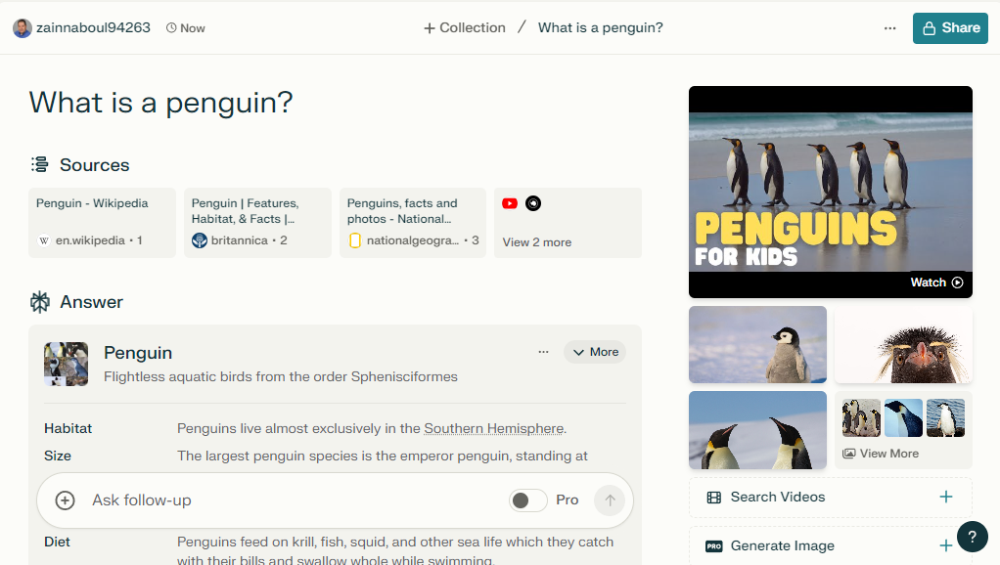 zainnaboul94263
Now
+ Collection / What is a penguin?
Share
What is a penguin?
Sources
Penguin - Wikipedia
W en.wikipedia • 1
Penguin | Features,
Habitat, & Facts |...
britannica • 2
Penguins, facts and
photos - National...
nationalgeogra... • 3
View 2 more
Answer
Penguin
Flightless aquatic birds from the order Sphenisciformes
... More
Habitat Penguins live almost exclusively in the Southern Hemisphere.
Size The largest penguin species is the emperor penguin, standing at
Ask follow-up Pro
Diet Penguins feed on krill, fish, squid, and other sea life which they catch
with their bills and swallow whole while swimming.
PENGUINS
FOR KIDS
Watch
View More
Search Videos +
PRO Generate Image +
?